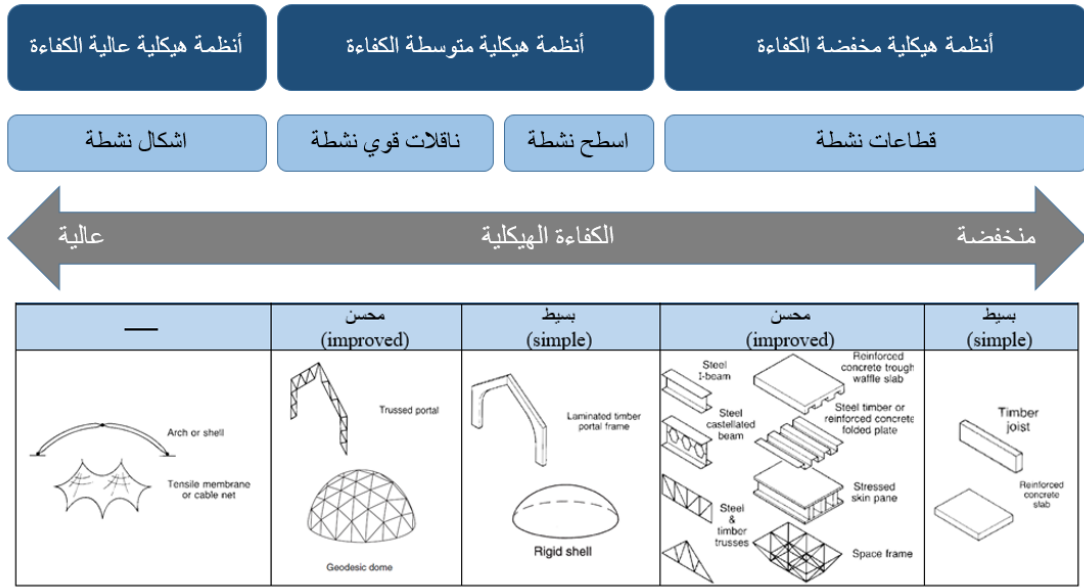 أنظمة هيكلية مخفضة الكفاءة
أنظمة هيكلية متوسطة الكفاءة
أنظمة هيكلية عالية الكفاءة
قطاعات نشطة
اسطح نشطة
ناقلات قوي نشطة
اشكال نشطة
منخفضة
الكفاءة الهيكلية
عالية
بسيط
(simple)
محسن
(improved)
بسيط
(simple)
محسن
(improved)
Timber
joist
Reinforced
concrete
slab
Reinforced
concrete trough
waffle slab
Steel timber or
reinforced concrete
folded plate
Stressed
skin pane
Space frame
Steel
I-beam
Steel
castellated
beam
Steel
&
timber
trusses
Laminated timber
portal frame
Rigid shell
Trussed portal
Geodesic dome
Arch or shell
Tensile membrane
or cable net